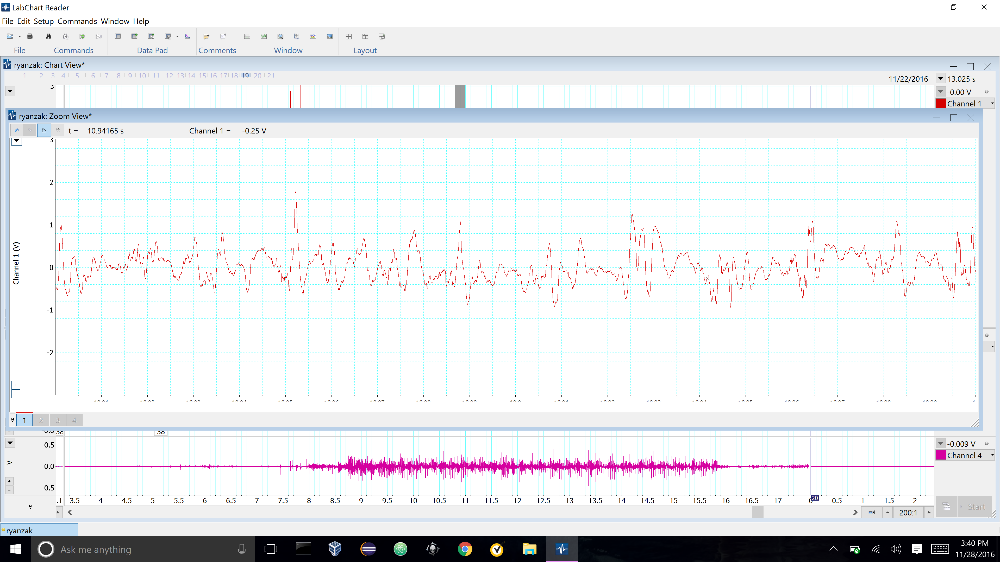 LabChart Reader
File Edit Setup Commands Window Help
File Commands Data Pad Comments Window Layout
ryanzak: Chart View*
1 2 3 4 5 6 7 8 9 10 11 12 13 14 15 16 17 18 19 20 21
11/22/2016 13.025 s
3
-0.00 V
Channel 1
ryanzak: Zoom View*
t = 10.94165 s Channel 1 = -0.25 V
3
2
1
0
-1
-2
Channel 1 (V)
+
-
1 2 3 4
38
38
0.5
0.0
-0.5
V
+
-
-0.009 V
Channel 4
.1 3.5 4 4.5 5 5.5 6 6.5 7 7.5 8 8.5 9 9.5 10 10.5 11 11.5 12 12.5 13 13.5 14 14.5 15 15.5 16 16.5 17 20 0.5 1 1.5 2
200:1
Start
ryanzak
Ask me anything
3:40 PM
11/28/2016